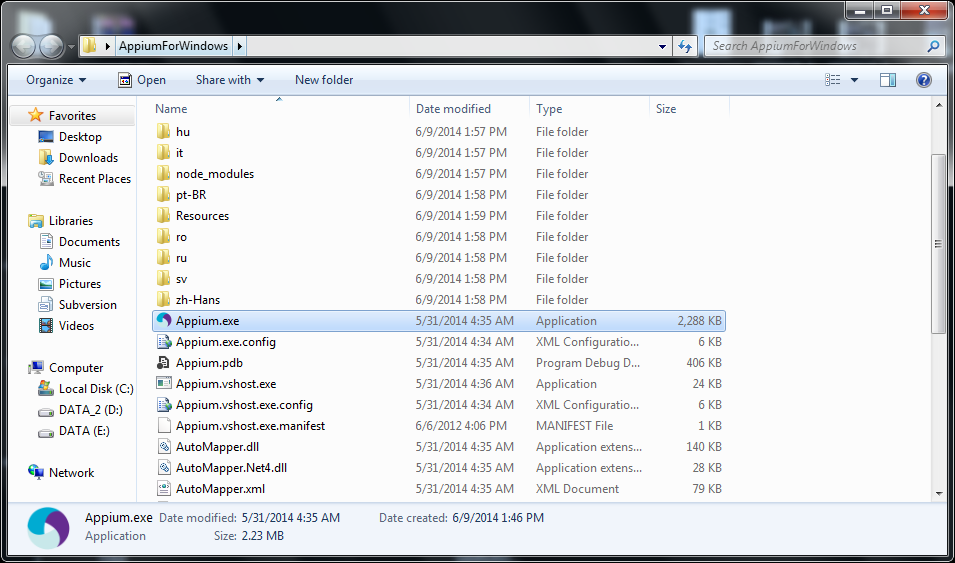 AppiumForWindows
Search AppiumForWindows
Organize Open Share with New folder
Name Date modified Type Size
Favorites
Desktop
Downloads
Recent Places
Libraries
Documents
Music
Pictures
Subversion
Videos
Computer
Local Disk (C:)
DATA_2 (D:)
DATA (E:)
Network
hu 6/9/2014 1:57 PM File folder
it 6/9/2014 1:57 PM File folder
node_modules 6/9/2014 1:57 PM File folder
pt-BR 6/9/2014 1:58 PM File folder
Resources 6/9/2014 1:59 PM File folder
ro 6/9/2014 1:58 PM File folder
ru 6/9/2014 1:58 PM File folder
sv 6/9/2014 1:58 PM File folder
zh-Hans 6/9/2014 1:58 PM File folder
Appium.exe 5/31/2014 4:35 AM Application 2,288 KB
Appium.exe.config 5/31/2014 4:34 AM XML Configuratio... 6 KB
Appium.pdb 5/31/2014 4:35 AM Program Debug D... 406 KB
Appium.vshost.exe 5/31/2014 4:36 AM Application 24 KB
Appium.vshost.exe.config 5/31/2014 4:34 AM XML Configuratio... 6 KB
Appium.vshost.exe.manifest 6/6/2012 4:06 PM MANIFEST File 1 KB
AutoMapper.dll 5/31/2014 4:35 AM Application extens... 140 KB
AutoMapper.Net4.dll 5/31/2014 4:35 AM Application extens... 28 KB
AutoMapper.xml 5/31/2014 4:35 AM XML Document 79 KB
Appium.exe Date modified: 5/31/2014 4:35 AM Date created: 6/9/2014 1:46 PM
Application Size: 2.23 MB